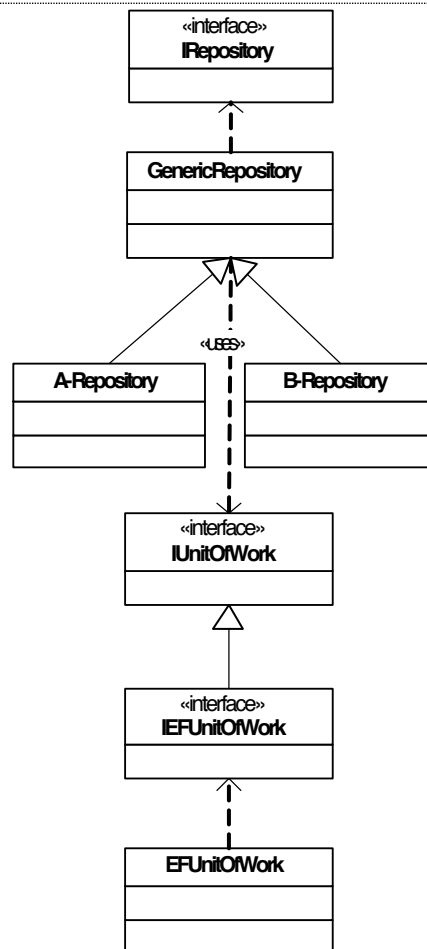 «interface»
IRepository
GenericRepository
«uses»
A-Repository
B-Repository
«interface»
IUnitOfWork
«interface»
IEFUnitOfWork
EFUnitOfWork